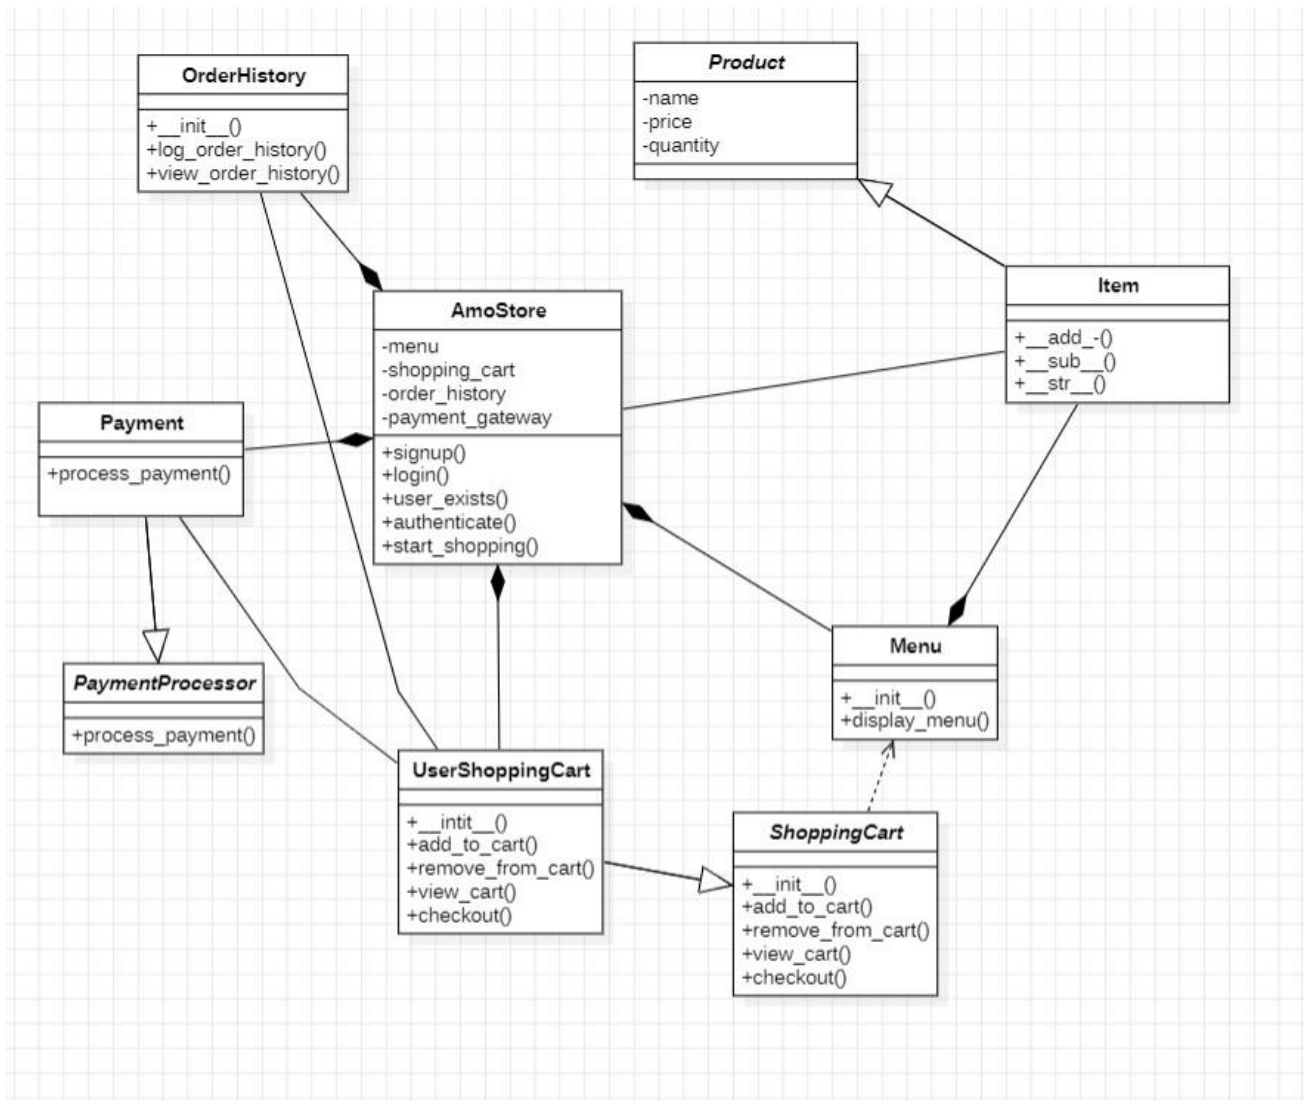 OrderHistory
+__init__()
+log_order_history()
+view_order_history()
Product
-name
-price
-quantity
Item
+__add_-()
+__sub__()
+__str__()
AmoStore
-menu
-shopping_cart
-order_history
-payment_gateway
+signup()
+login()
+user_exists()
+authenticate()
+start_shopping()
Payment
+process_payment()
PaymentProcessor
+process_payment()
Menu
+__init__()
+display_menu()
UserShoppingCart
+__intit__()
+add_to_cart()
+remove_from_cart()
+view_cart()
+checkout()
ShoppingCart
+__init__()
+add_to_cart()
+remove_from_cart()
+view_cart()
+checkout()